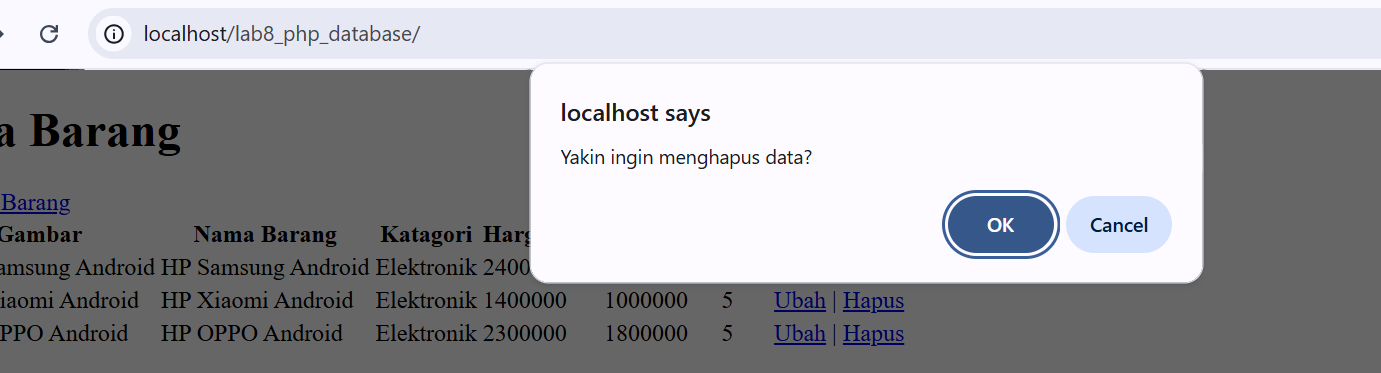 localhost/lab8_php_database/
localhost says
Yakin ingin menghapus data?
OK Cancel
a Barang
Barang
Gambar Nama Barang Katagori Harg
amsung Android HP Samsung Android Elektronik 2400
iaomi Android HP Xiaomi Android Elektronik 1400000 1000000 5 Ubah | Hapus
PPO Android HP OPPO Android Elektronik 2300000 1800000 5 Ubah | Hapus